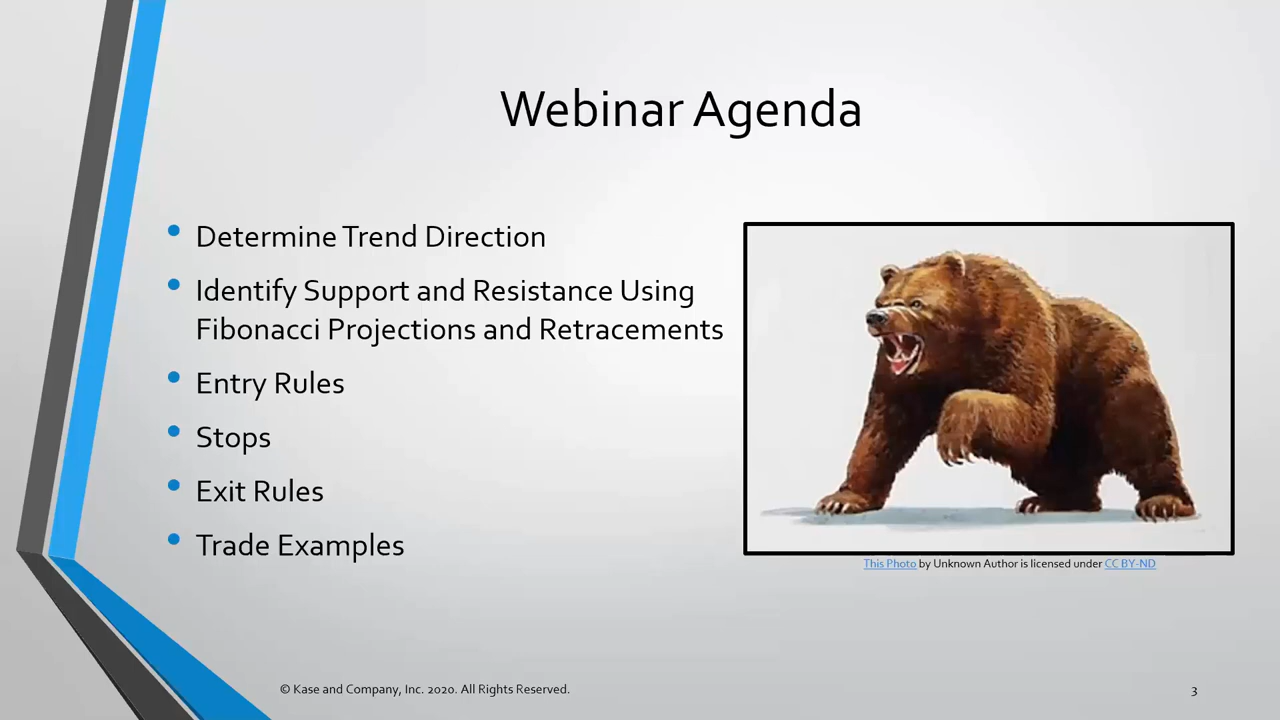 Webinar Agenda
• Determine Trend Direction
• Identify Support and Resistance Using
Fibonacci Projections and Retracements
• Entry Rules
• Stops
• Exit Rules
• Trade Examples
This Photo by Unknown Author is licensed under CC BY-ND
© Kase and Company, Inc. 2020. All Rights Reserved.
3